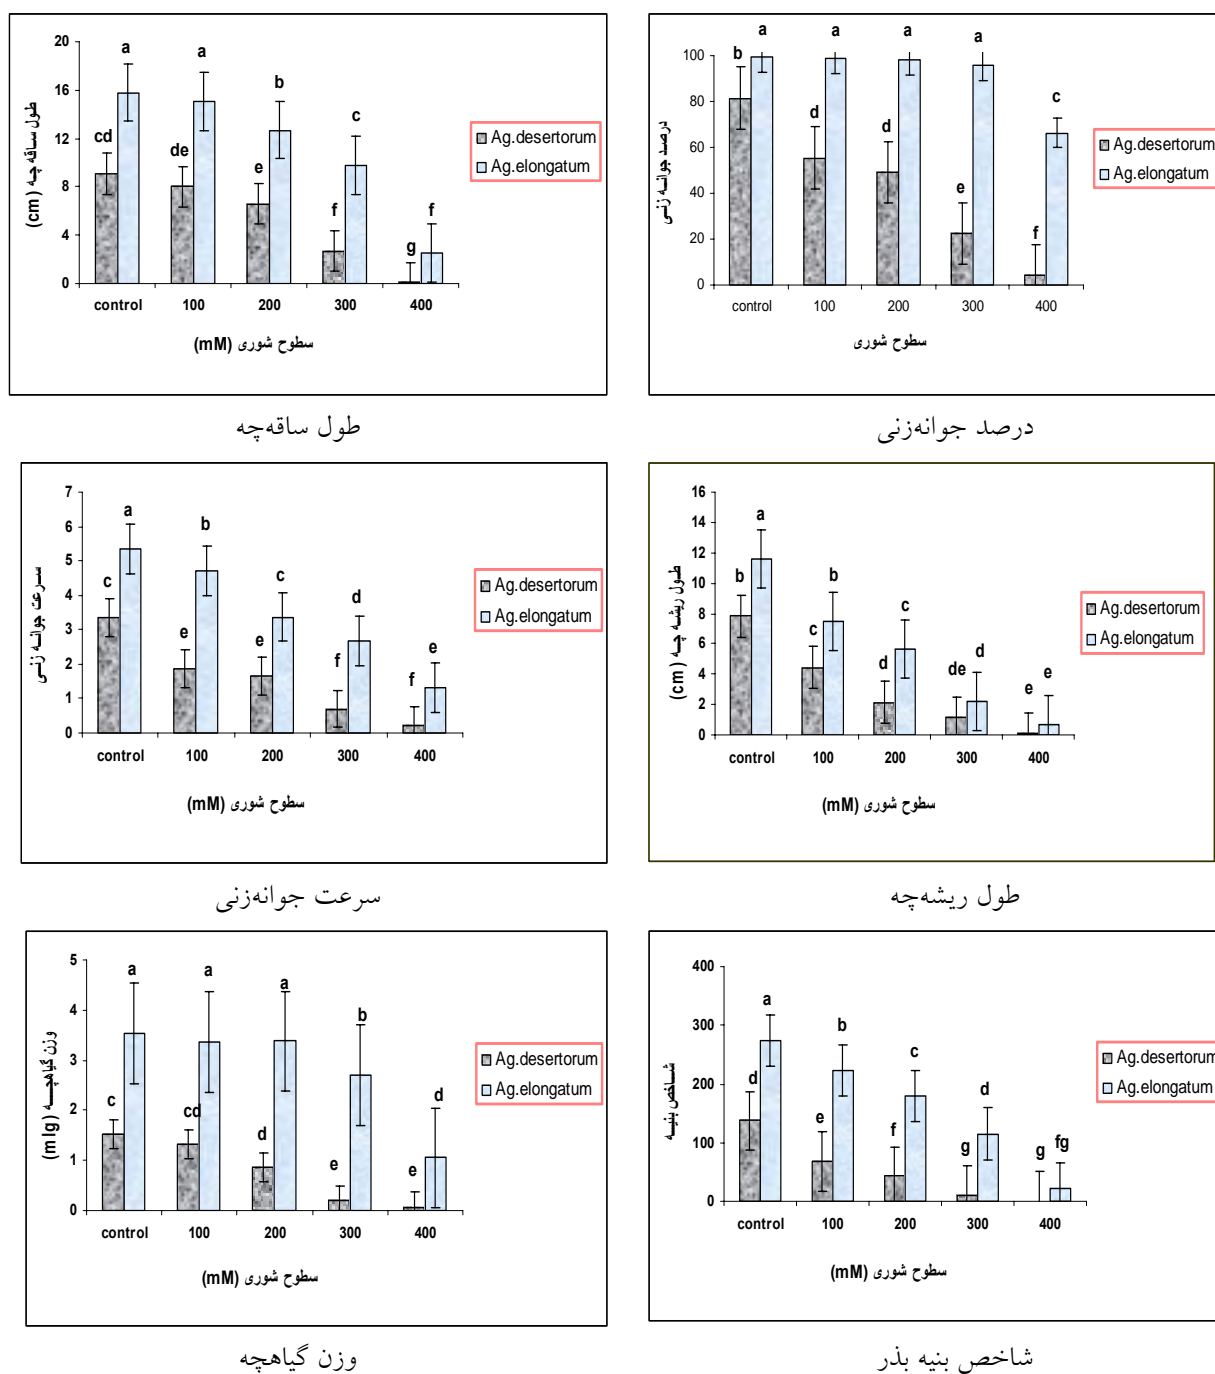 20
16
12
8
4
0
طول ساقه چه (cm)
cd a de a e b f c g f
control 100 200 300 400
سطوح شوری (mM)
Ag.desertorum
Ag.elongatum
طول ساقه‌چه
100
80
60
40
20
0
درصد جوانه زنی
b a d a d a e a f c
control 100 200 300 400
سطوح شوری
Ag.desertorum
Ag.elongatum
درصد جوانه‌زنی
7
6
5
4
3
2
1
0
سرعت جوانه زنی
c a e b e c f d f e
control 100 200 300 400
سطوح شوری (mM)
Ag.desertorum
Ag.elongatum
سرعت جوانه‌زنی
16
14
12
10
8
6
4
2
0
طول ریشه چه (cm)
b a c b d c de d e e
control 100 200 300 400
سطوح شوری (mM)
Ag.desertorum
Ag.elongatum
طول ریشه‌چه
5
4
3
2
1
0
وزن گیاهچه (mlg)
c a cd a d a e b e d
control 100 200 300 400
سطوح شوری (mM)
Ag.desertorum
Ag.elongatum
وزن گیاهچه
400
300
200
100
0
شاخص بنیه
d a e b f c g d g fg
control 100 200 300 400
سطوح شوری (mM)
Ag.desertorum
Ag.elongatum
شاخص بنیه بذر